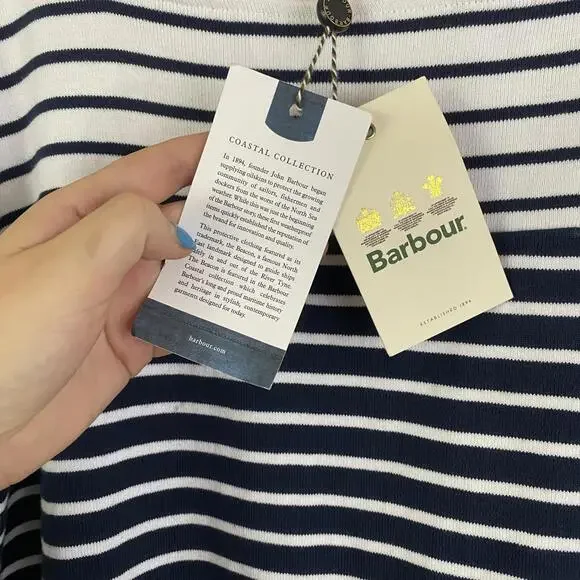 COASTAL COLLECTION
In 1894, founder John Barbour began
supplying oilskins to protect the growing
community of sailors, fishermen and
dockers from the worst of the North Sea
weather. While this was just the beginning
of the Barbour story, these first weatherproof
items quickly established the reputation of
the brand for innovation and quality.
This protective clothing featured as its
trademark, the Beacon, a famous North
East landmark designed to guide ships
safely in and out of the River Tyne.
The Beacon is featured in the Barbour
Coastal collection which celebrates
Barbour's long and proud maritime history
and heritage in stylish, contemporary
garments designed for today.
barbour.com
Barbour.
ESTABLISHED 1894